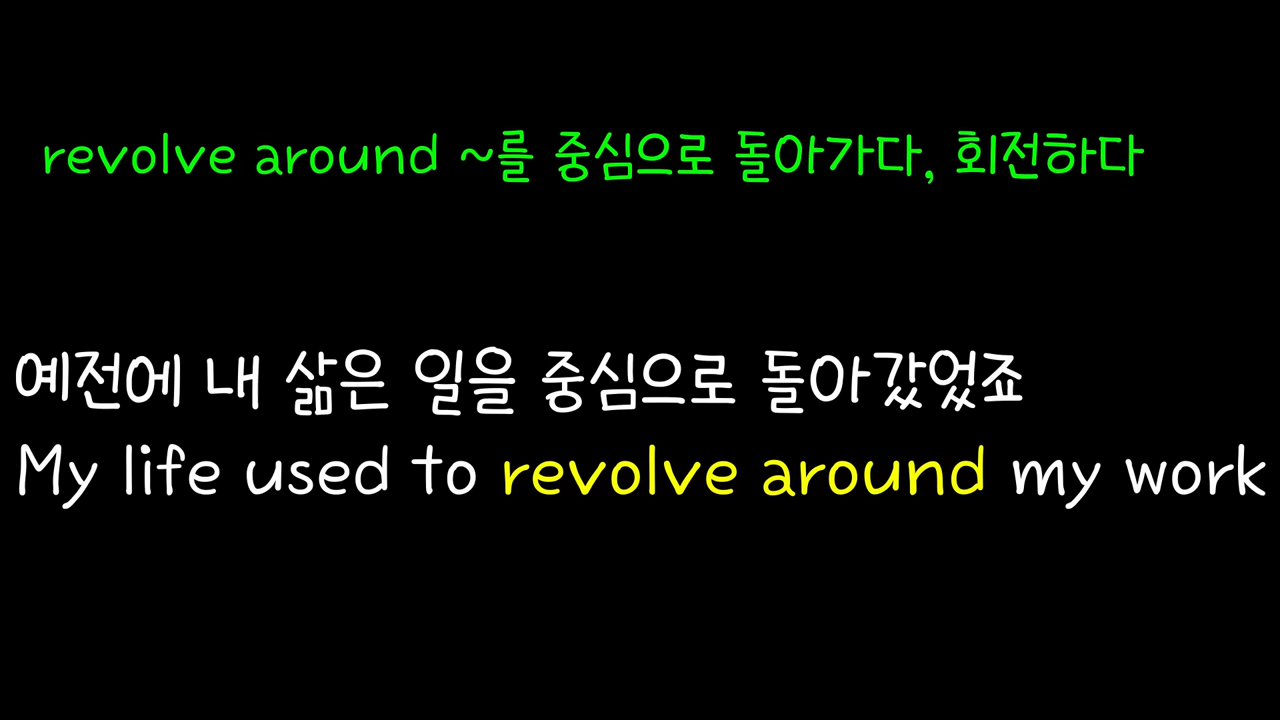 revolve around ~를 중심으로 돌아가다, 회전하다
예전에 내 삶은 일을 중심으로 돌아갔었죠
My life used to revolve around my work